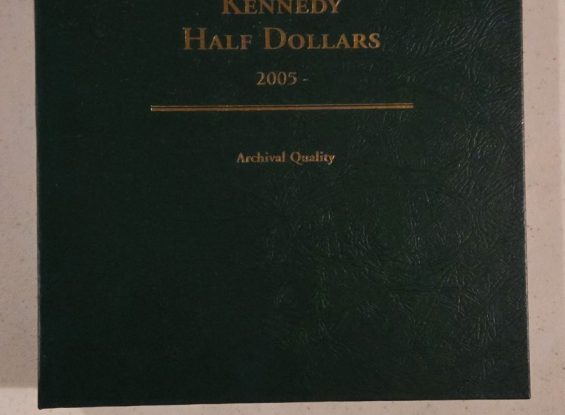 KENNEDY
HALF DOLLARS
2005 -
Archival Quality